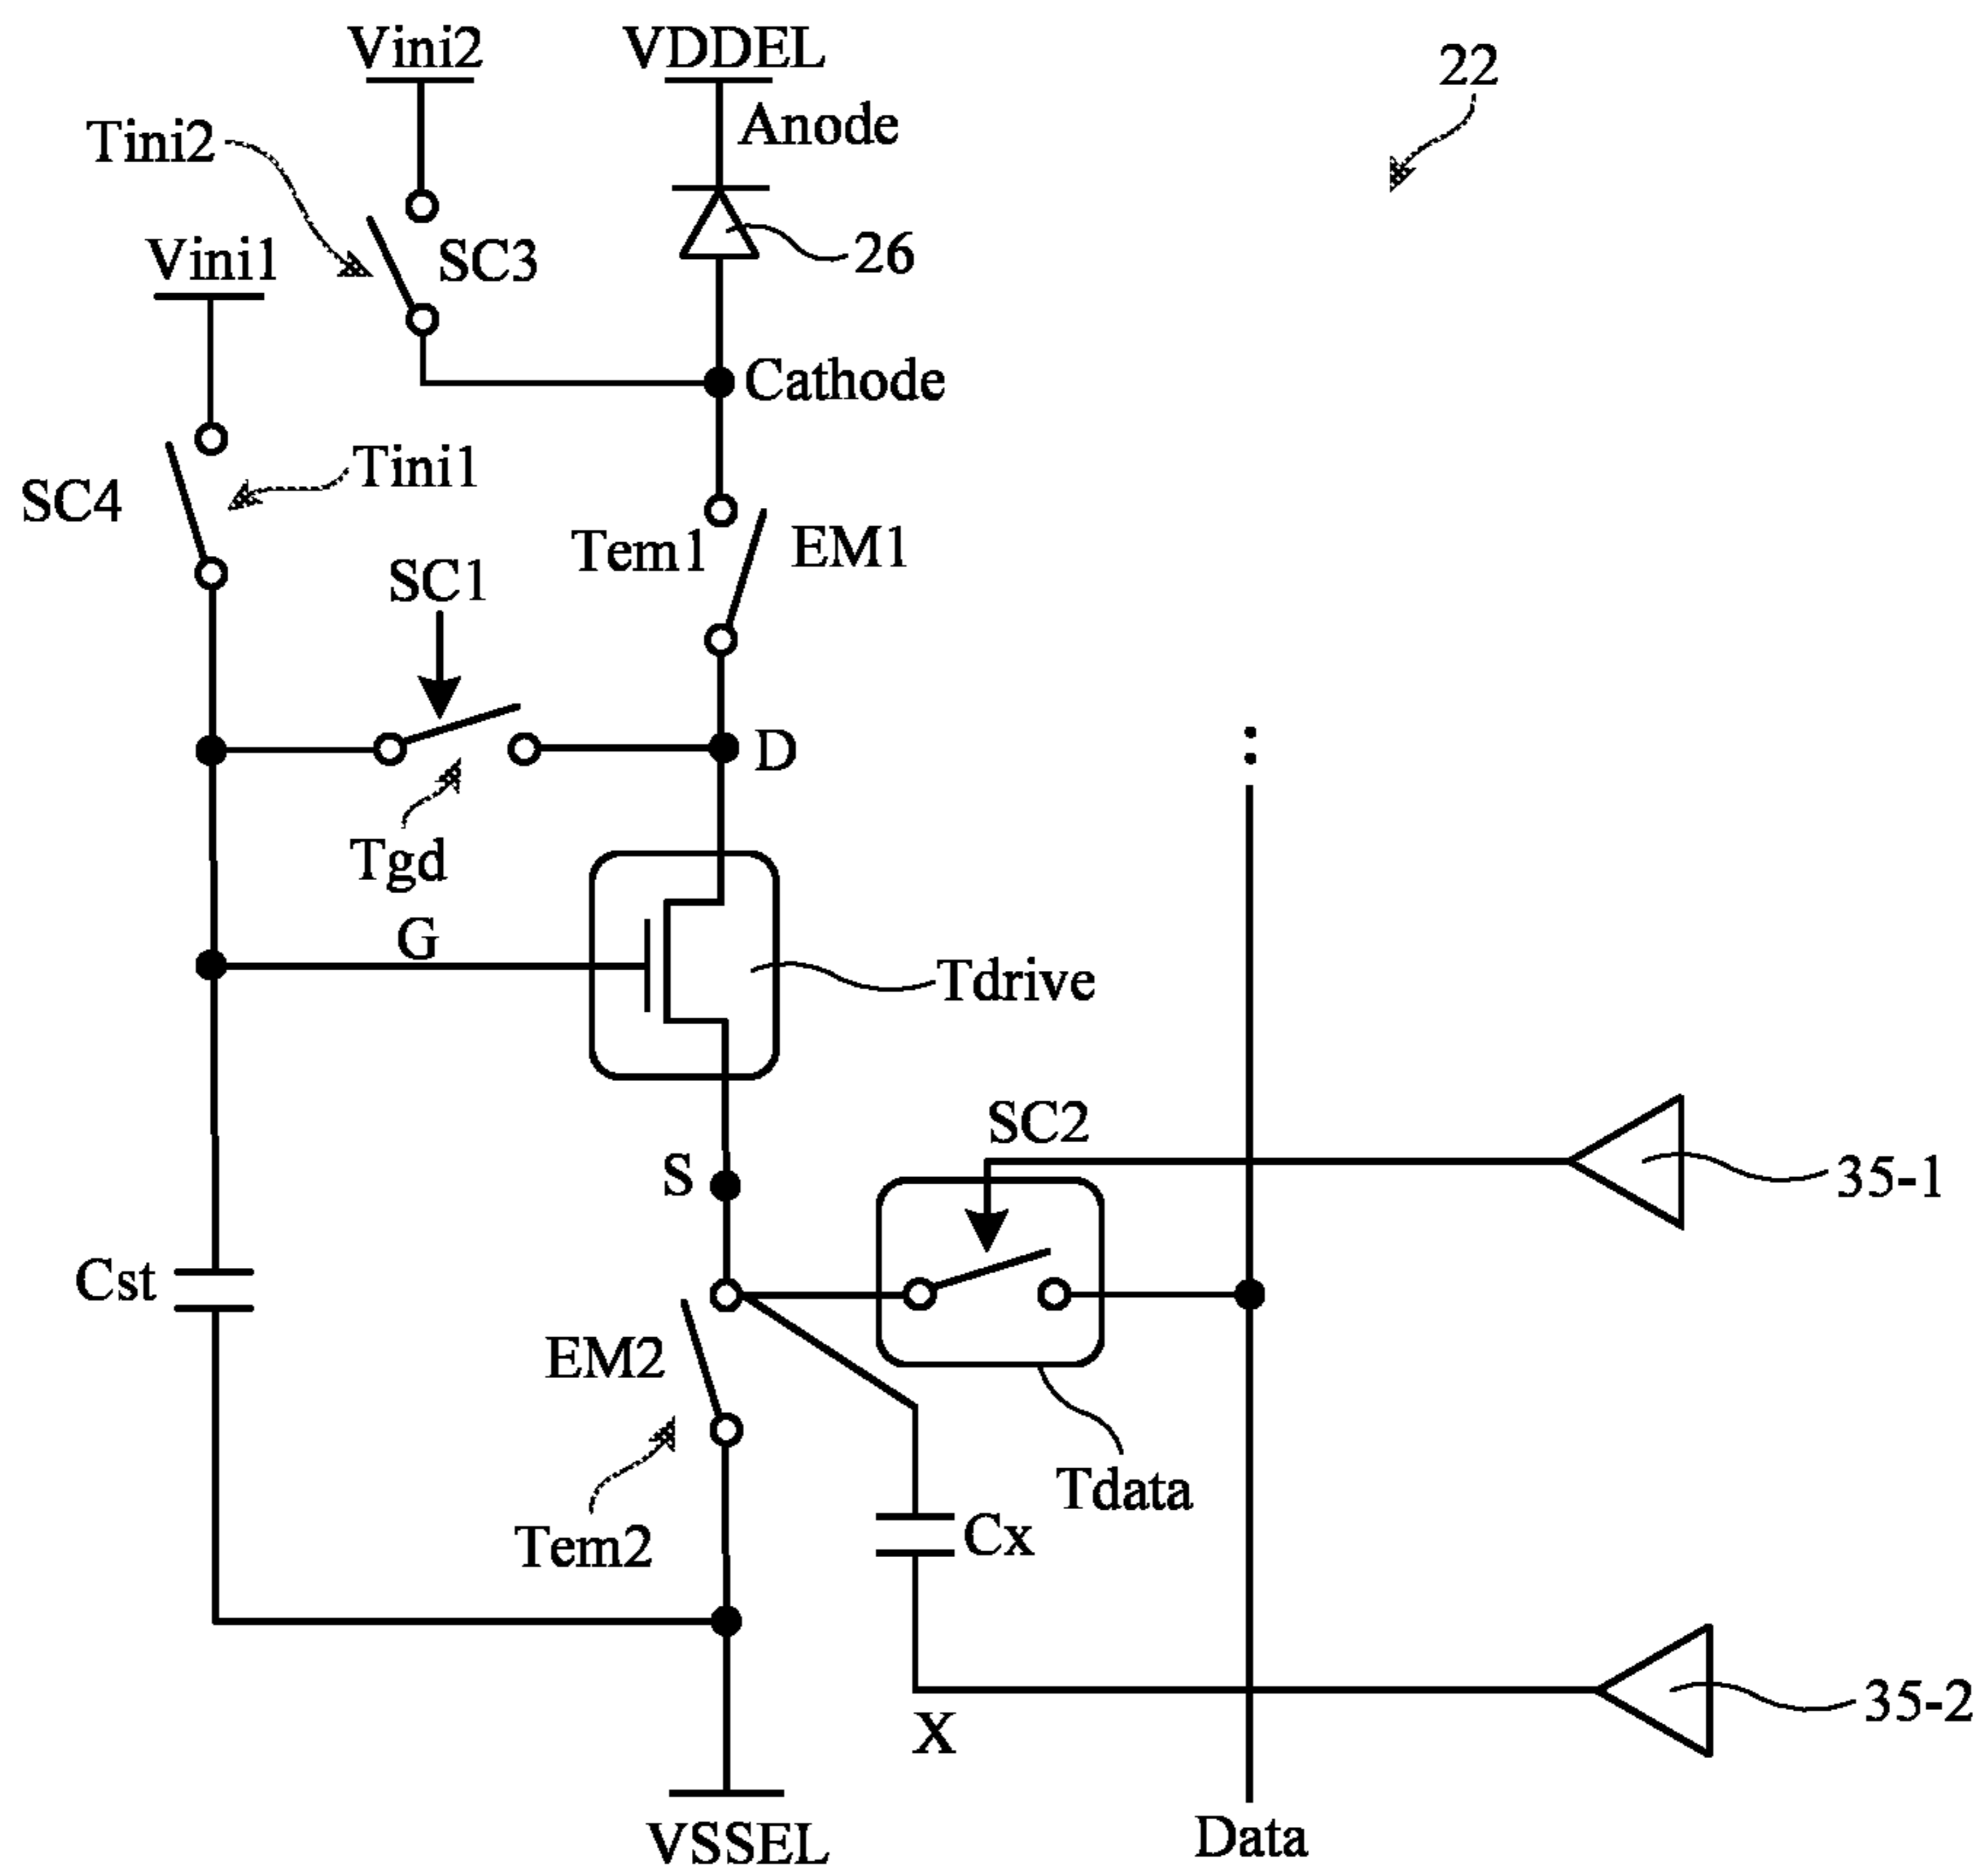 Vini2
VDDEL
22
Anode
Tini2
Vini1
SC3
26
Cathode
Tini1
SC4
Tem1
EM1
SC1
D
Tgd
G
Tdrive
SC2
S
35-1
Cst
EM2
Tdata
Tem2
Cx
35-2
X
VSSEL
Data